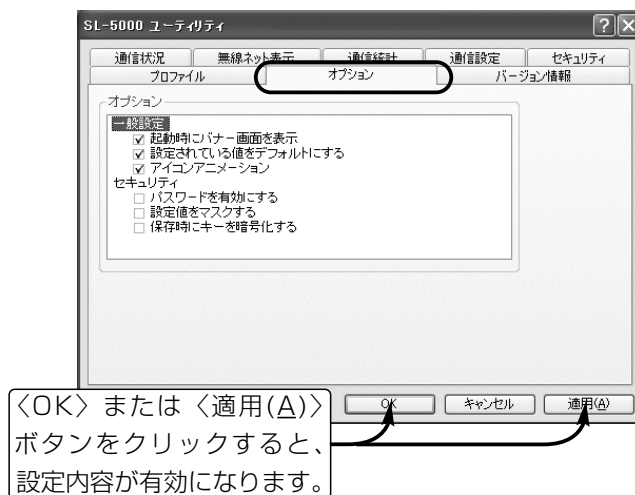 SL-5000 ユーティリティ
通信状況 無線ネット表示 通信統計 通信設定 セキュリティ
プロファイル オプション バージョン情報
オプション
一般設定
起動時にバナー画面を表示
設定されている値をデフォルトにする
アイコンアニメーション
セキュリティ
パスワードを有効にする
設定値をマスクする
保存時にキーを暗号化する
OK キャンセル 適用(A)
〈OK〉または〈適用(A)〉
ボタンをクリックすると、
設定内容が有効になります。